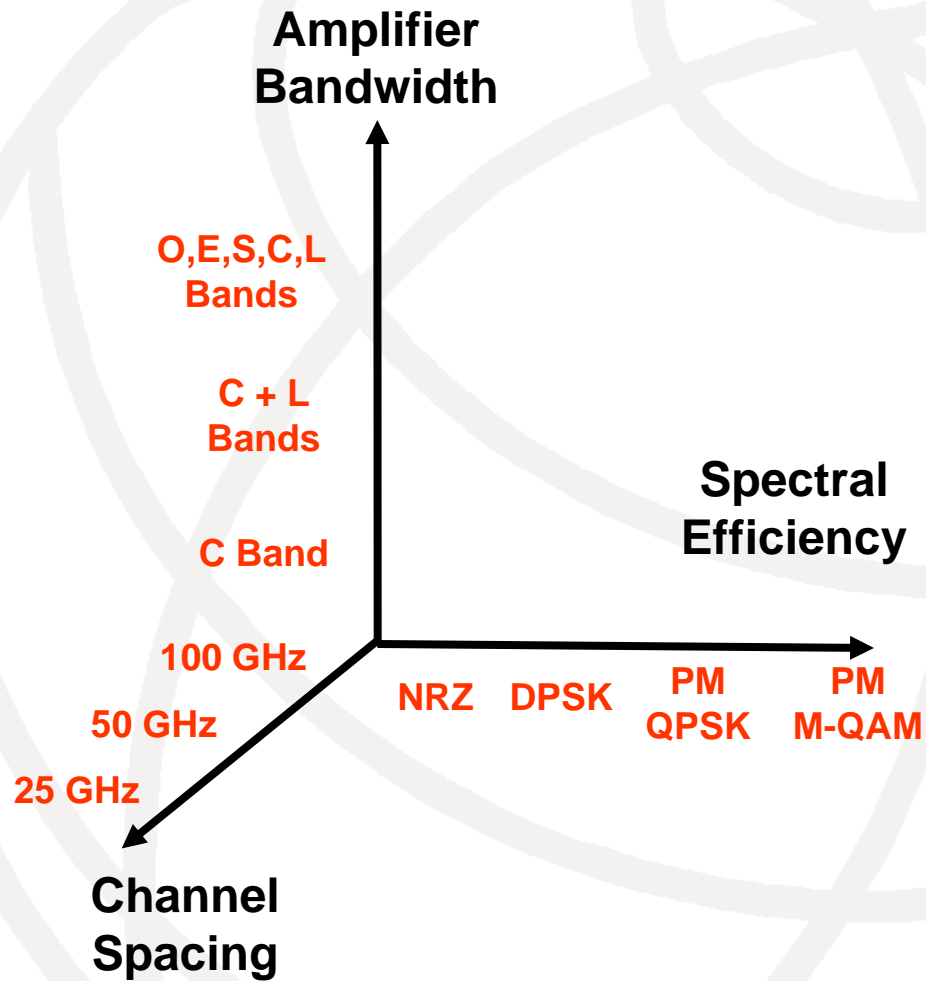 Amplifier
Bandwidth
O,E,S,C,L
Bands
C + L
Bands
C Band
Spectral
Efficiency
100 GHz
50 GHz
25 GHz
NRZ
DPSK
PM
QPSK
PM
M-QAM
Channel
Spacing